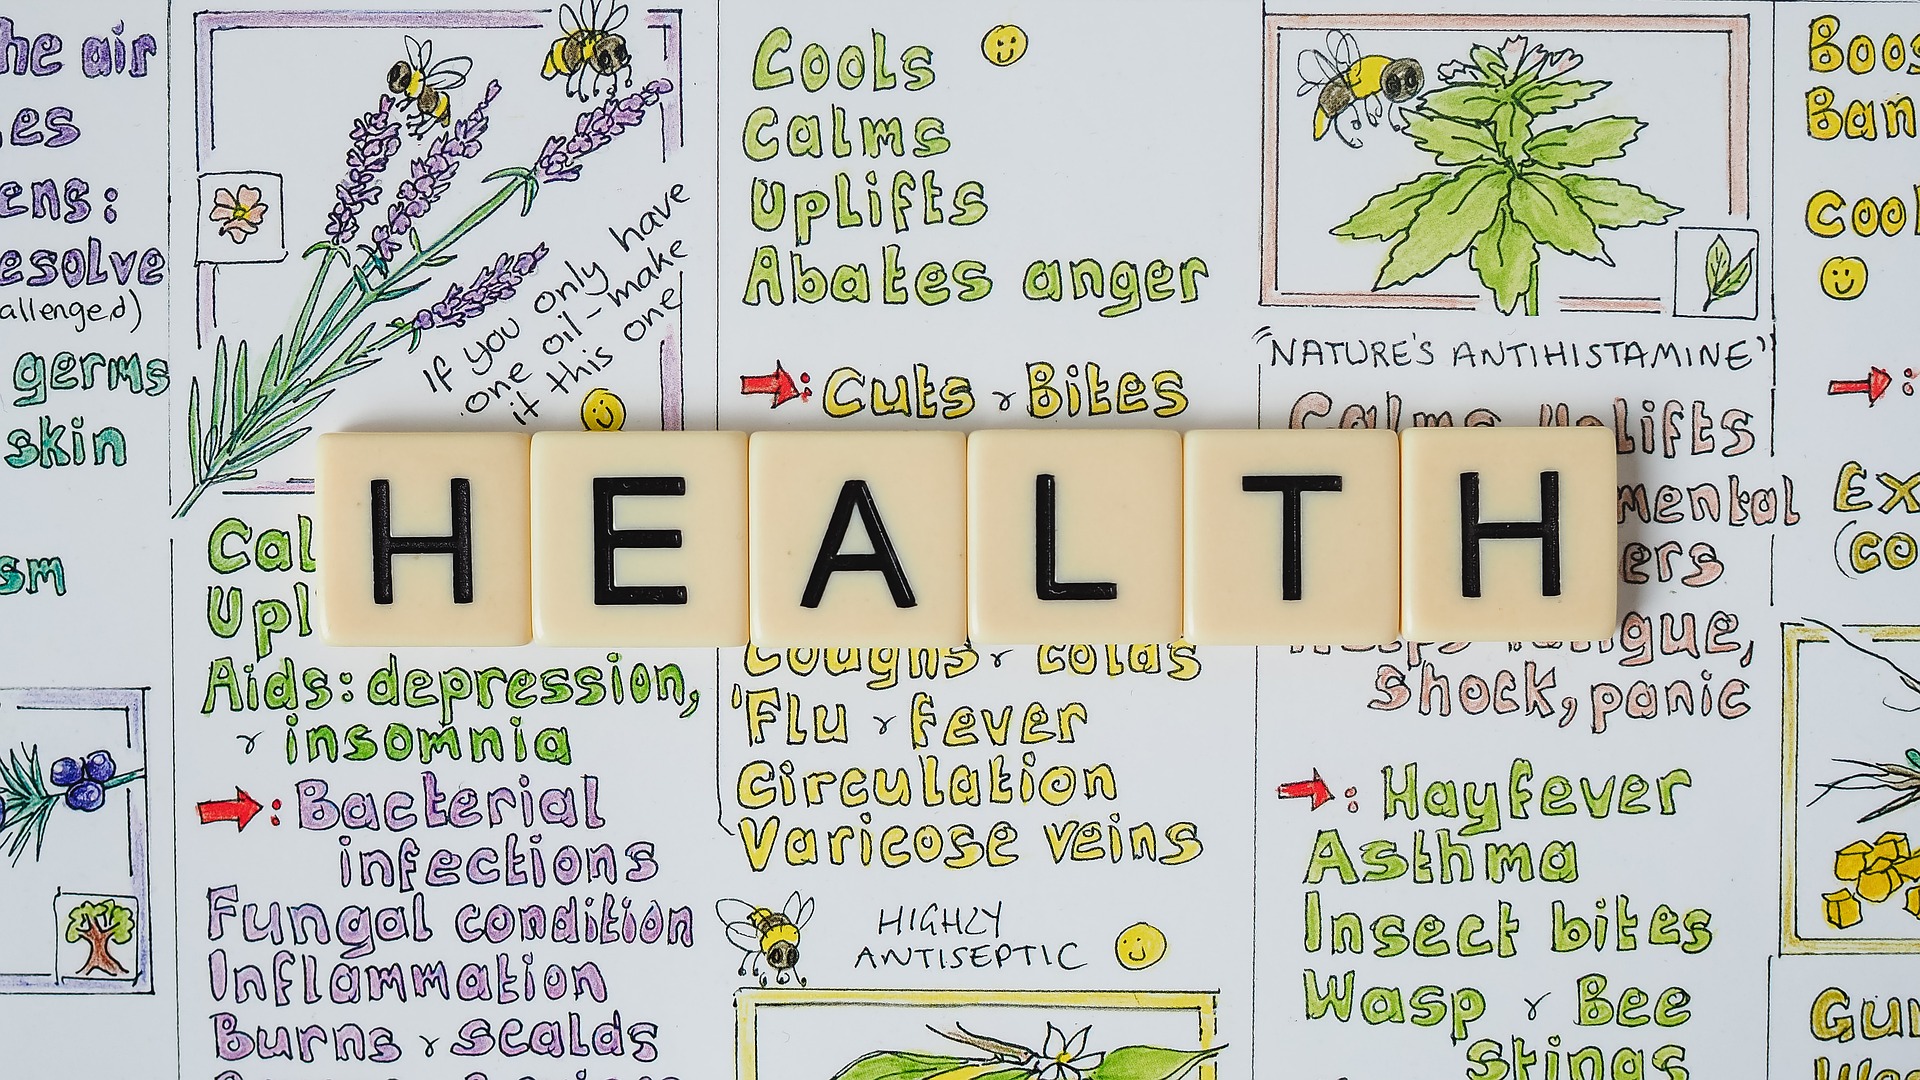 he air
es
ens:
esolve
allenged)
germs
skin
sm
If you only have
one oil - make
it this one
Cal
Upl
Aids: depression,
& insomnia
: Bacterial
infections
Fungal condition
Inflammation
Burns & scalds
Cools
Calms
Uplifts
Abates anger
: Cuts & Bites
HEALTH
Coughs & colds
'Flu & fever
Circulation
Varicose veins
HIGHLY
ANTISEPTIC
"NATURE'S ANTIHISTAMINE"
Calms Uplifts
mental
ers
Helps fatigue,
shock, panic
: Hayfever
Asthma
Insect bites
Wasp & Bee
Stings
Boos
Ban
Cool
:
Ex
(co
Gu